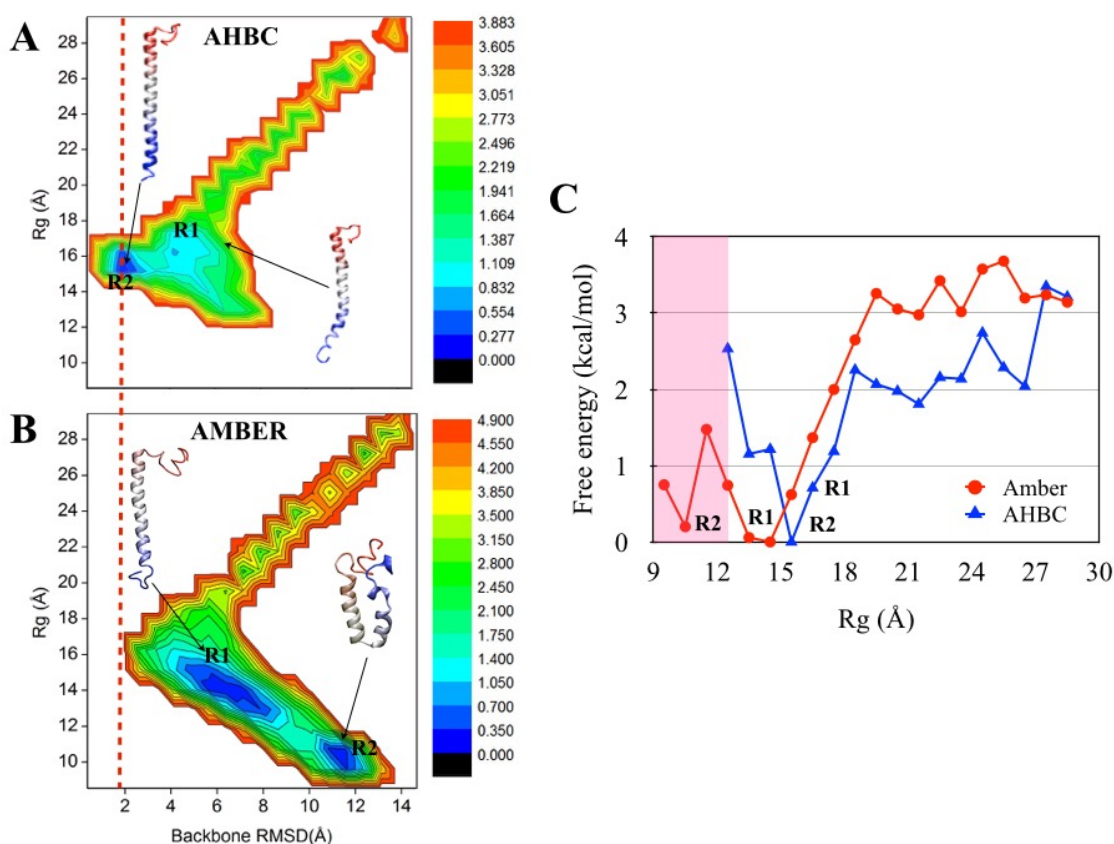 A
AHBC
Rg (Å)
28
26
24
22
20
18
16
14
12
10
R1
R2
3.883
3.605
3.328
3.051
2.773
2.496
2.219
1.941
1.664
1.387
1.109
0.8320
0.554
0.277
0.000
B
AMBER
Rg (Å)
28
26
24
22
20
18
16
14
12
10
R1
R2
2 4 6 8 10 12 14
Backbone RMSD(Å)
4.900
4.550
4.200
3.850
3.500
3.150
2.800
2.450
2.100
1.750
1.400
1.050
0.700
0.350
0.000
C
Free energy (kcal/mol)
4
3
2
1
0
R2
R1
R1
R2
Amber
AHBC
9 12 15 18 21 24 27 30
Rg (Å)